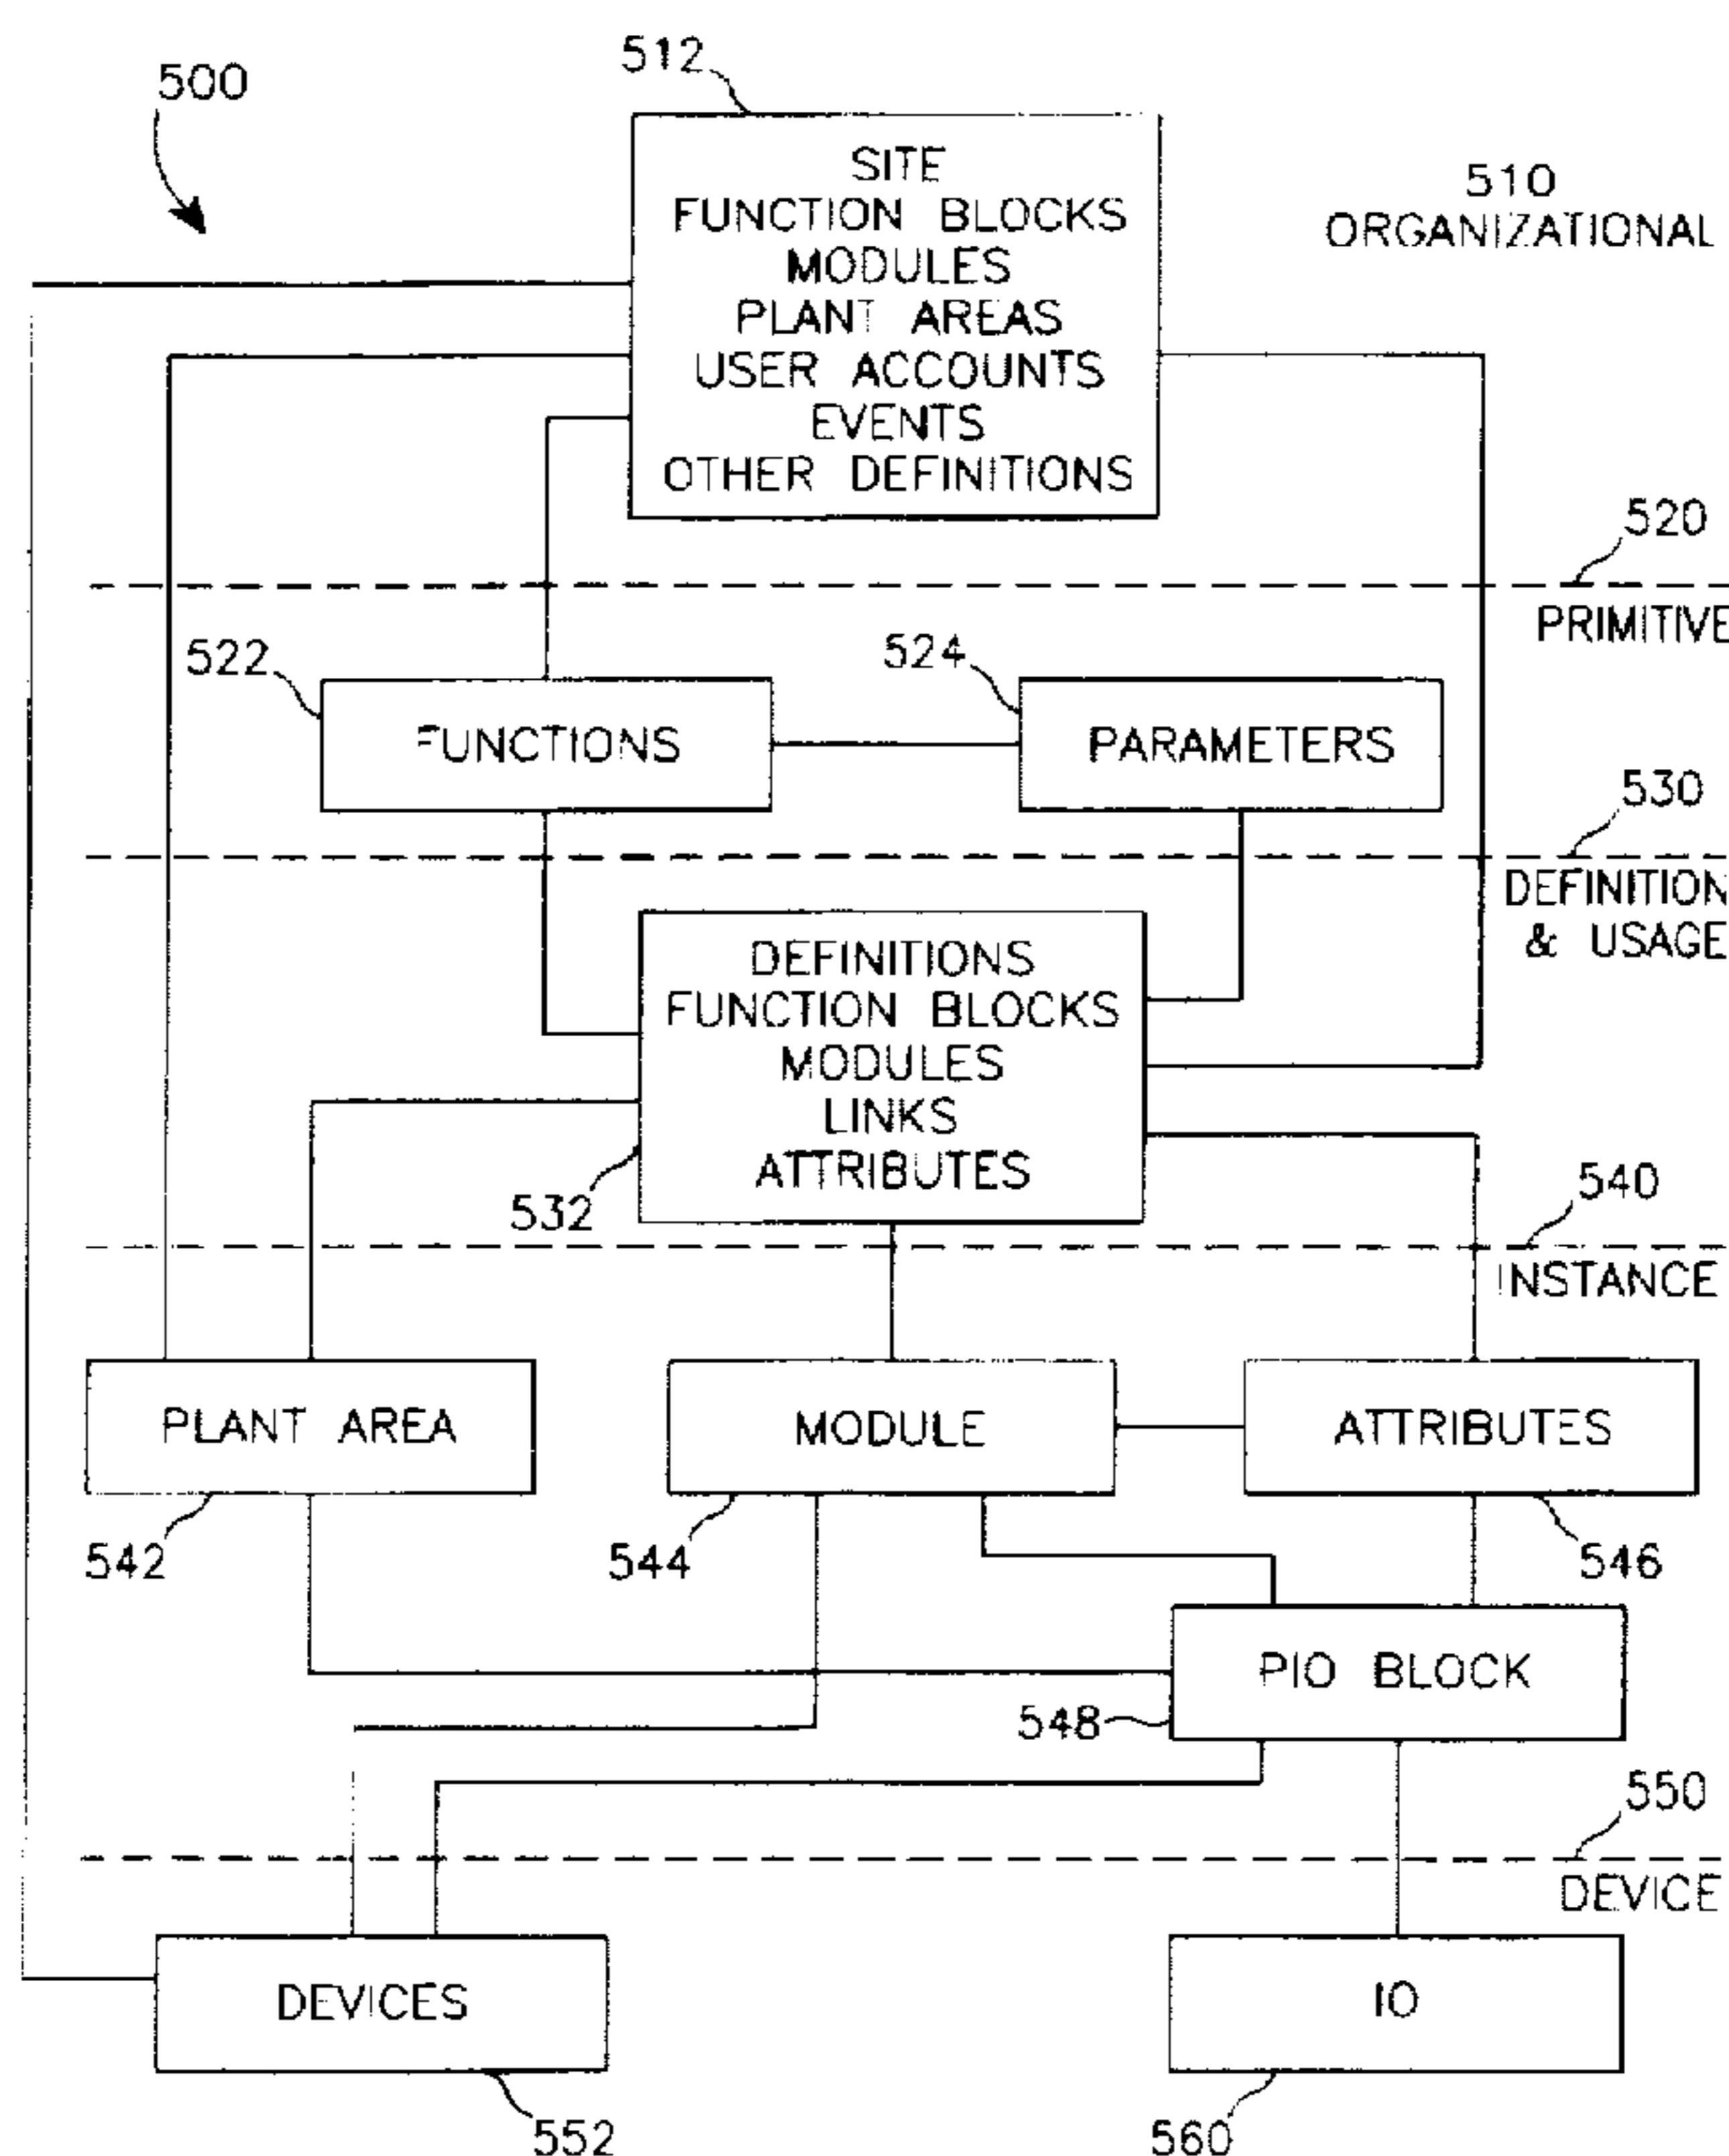 500
512
SITE
FUNCTION BLOCKS
MODULES
PLANT AREAS
USER ACCOUNTS
EVENTS
OTHER DEFINITIONS
510
ORGANIZATIONAL
520
PRIMITIVE
522
FUNCTIONS
524
PARAMETERS
530
DEFINITION
& USAGE
DEFINITIONS
FUNCTION BLOCKS
MODULES
LINKS
ATTRIBUTES
532
540
INSTANCE
PLANT AREA
MODULE
ATTRIBUTES
542
544
546
PIO BLOCK
548
550
DEVICE
DEVICES
IO
552
560